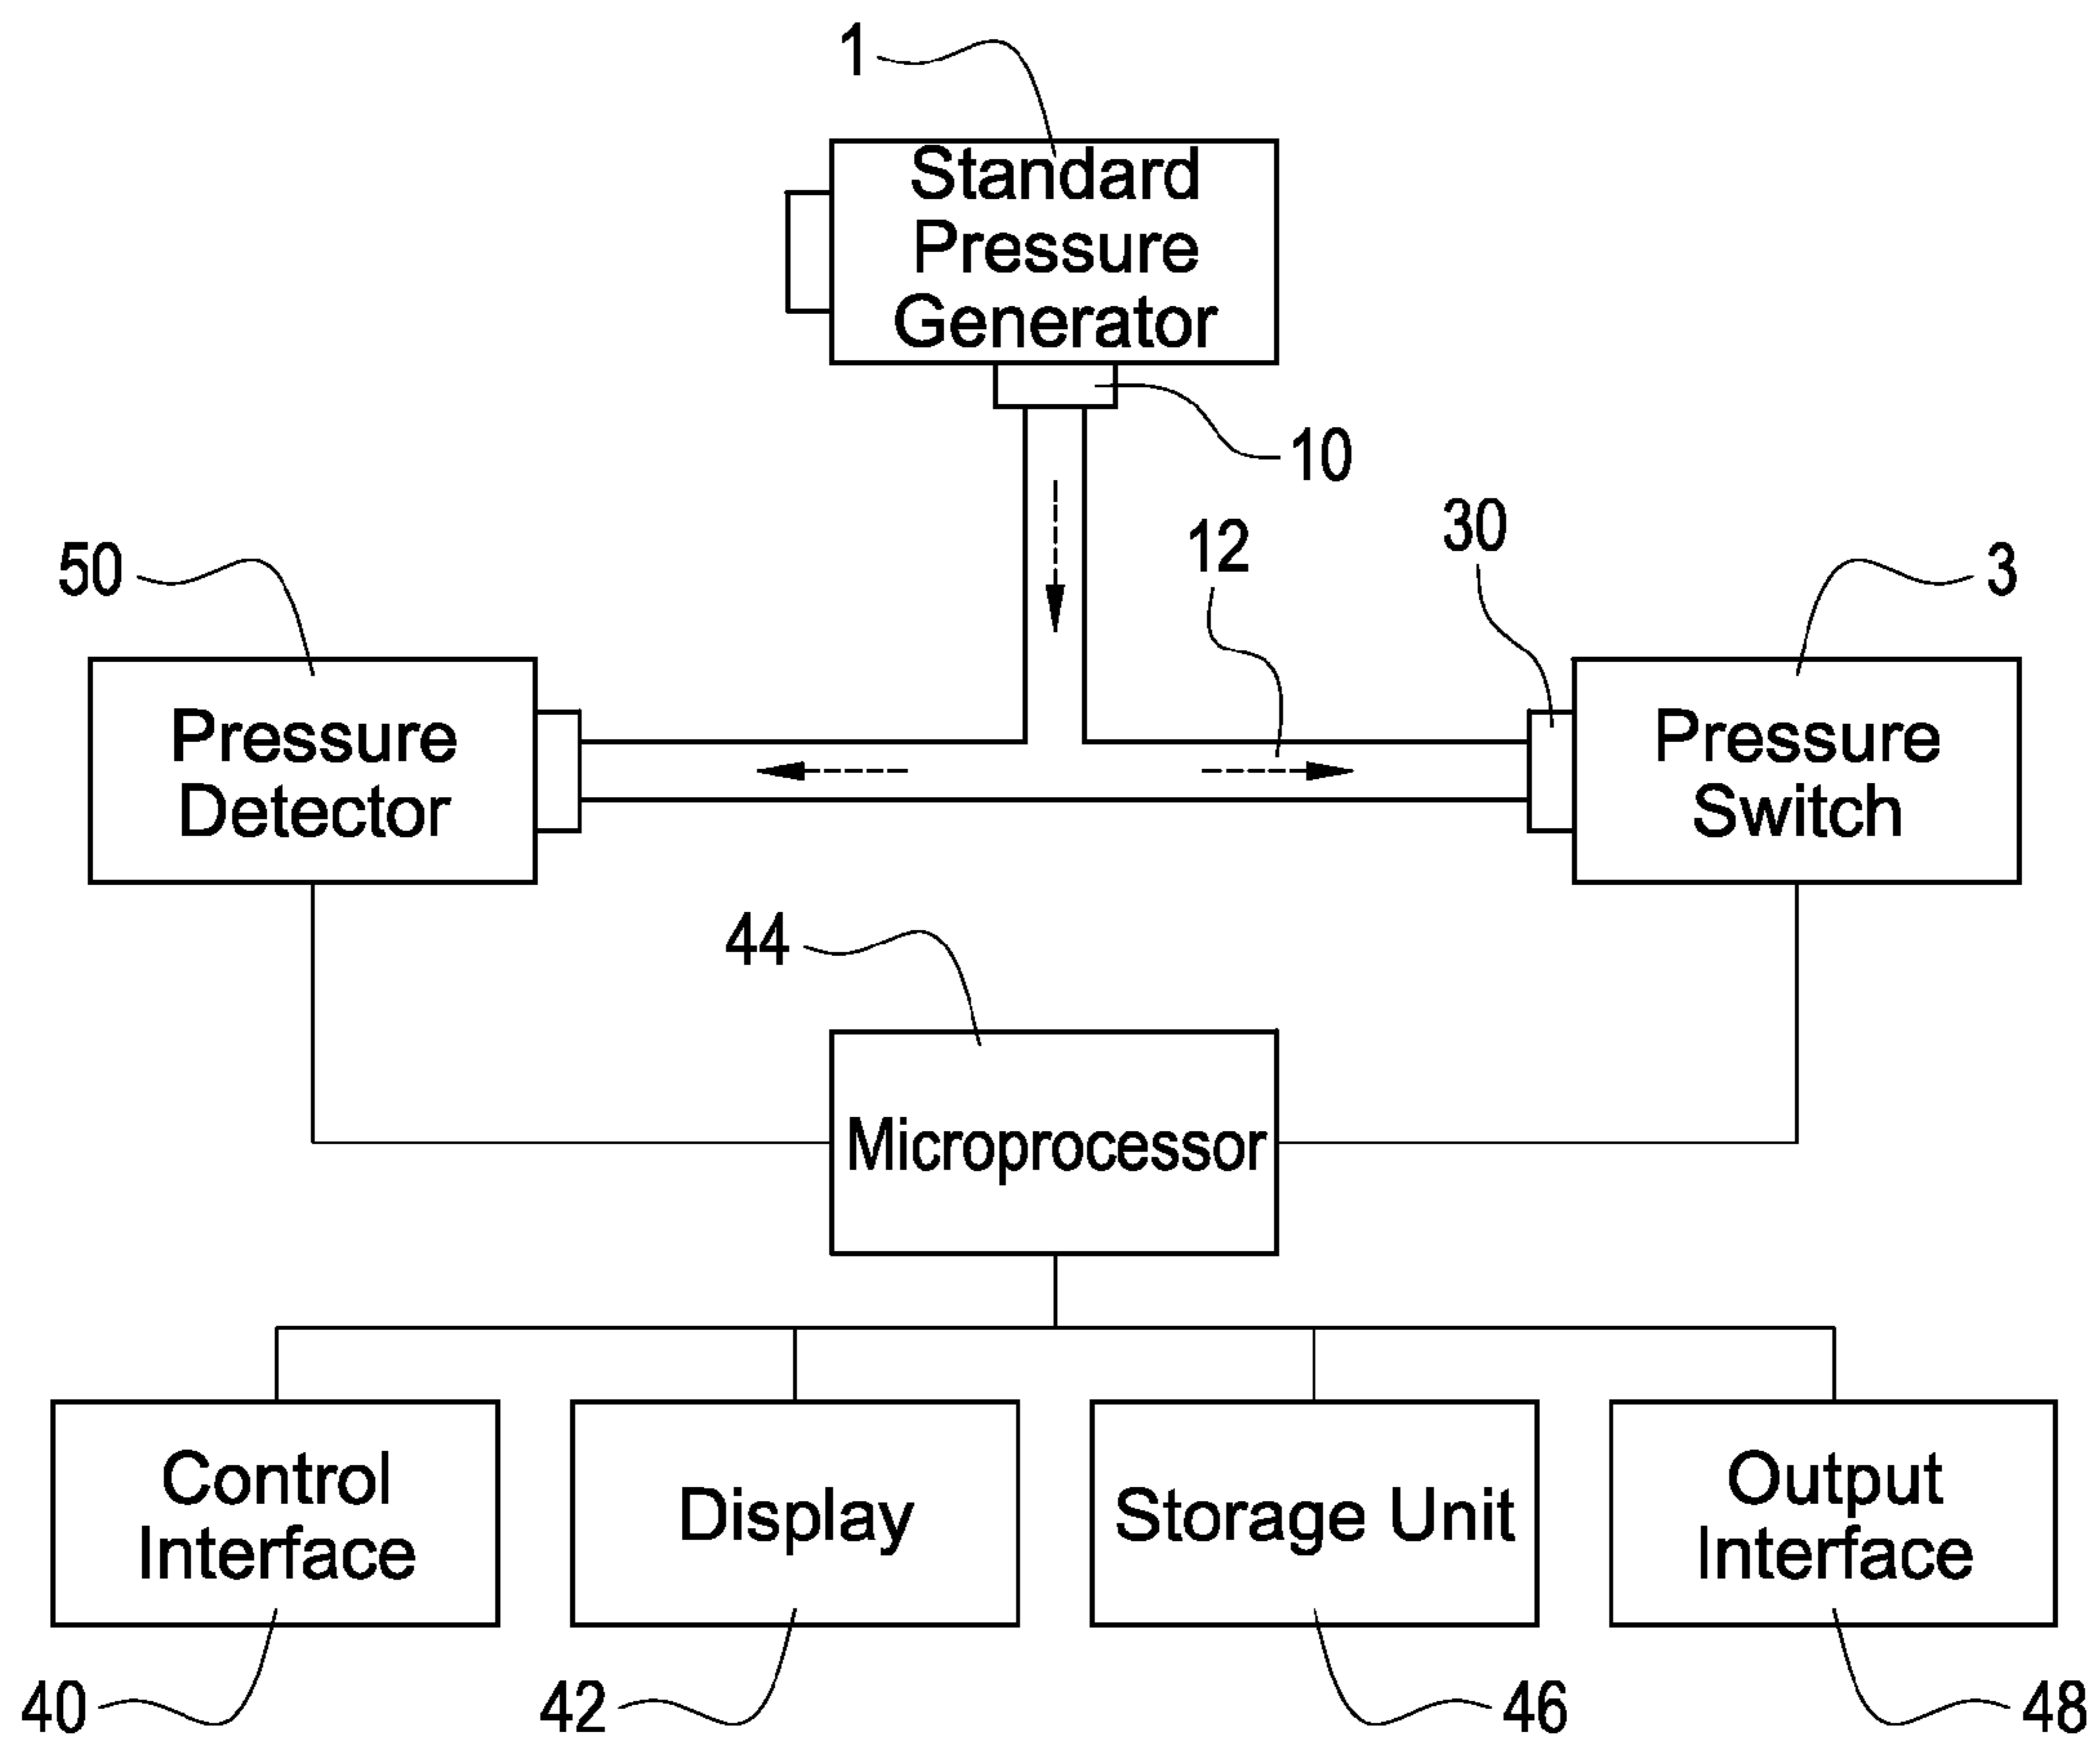 1
Standard
Pressure
Generator
10
12
30
50
3
Pressure
Detector
Pressure
Switch
44
Microprocessor
Control
Interface
Display
Storage Unit
Output
Interface
40
42
46
48